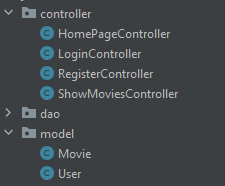 controller
HomePageController
LoginController
RegisterController
ShowMoviesController
dao
model
Movie
User